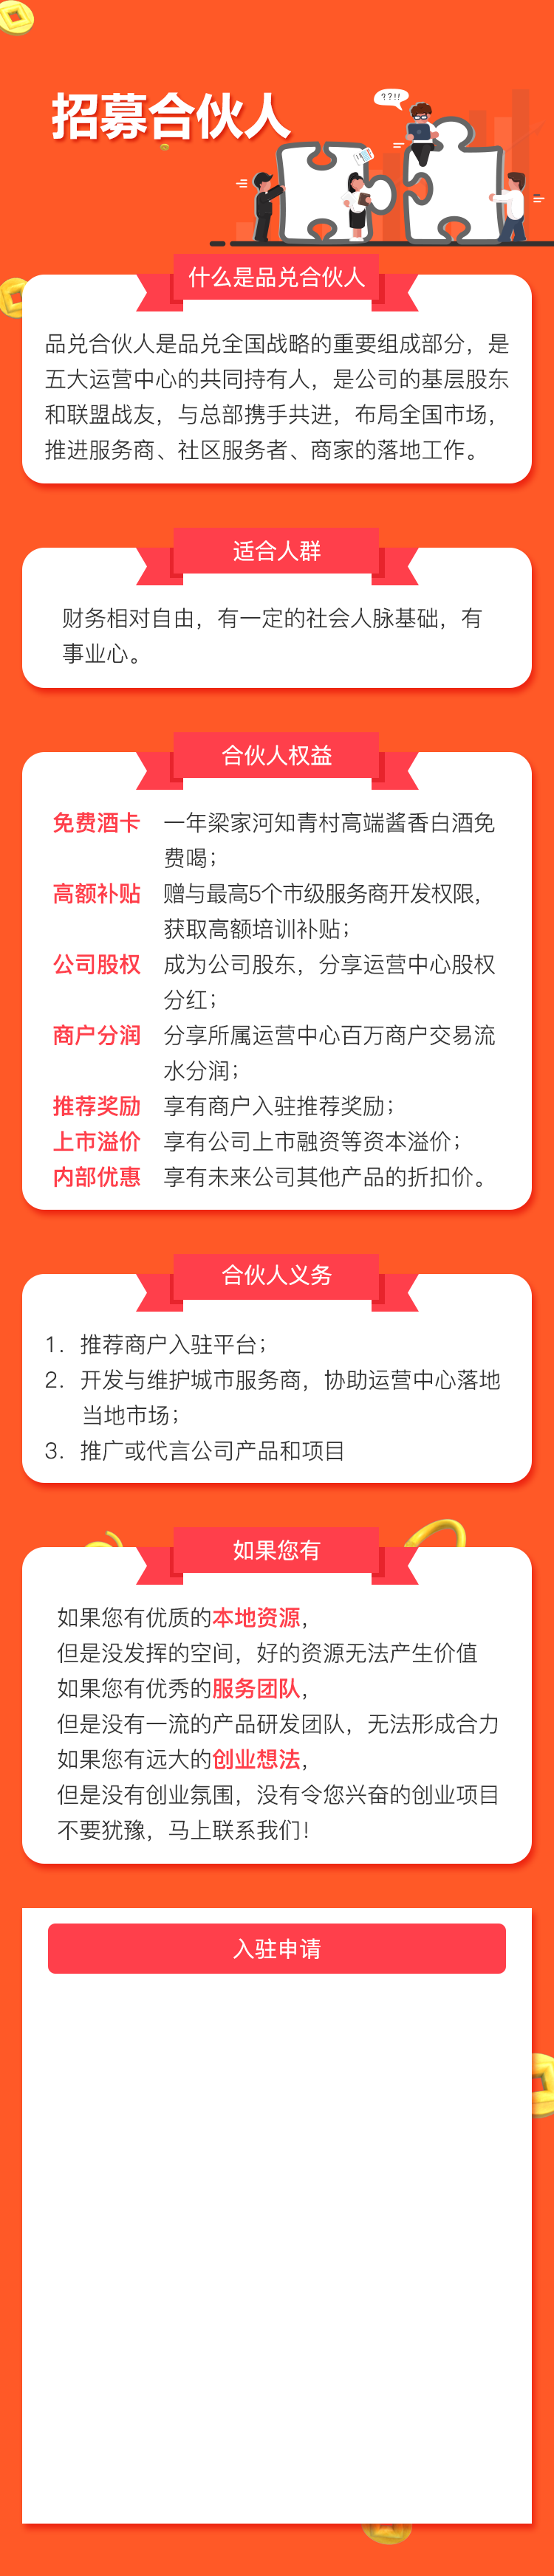 招募合伙人
??!!
什么是品兑合伙人
品兑合伙人是品兑全国战略的重要组成部分，是
五大运营中心的共同持有人，是公司的基层股东
和联盟战友，与总部携手共进，布局全国市场，
推进服务商、社区服务者、商家的落地工作。
适合人群
财务相对自由，有一定的社会人脉基础，有
事业心。
合伙人权益
免费酒卡 一年梁家河知青村高端酱香白酒免
费喝；
高额补贴 赠与最高5个市级服务商开发权限，
获取高额培训补贴；
公司股权 成为公司股东，分享运营中心股权
分红；
商户分润 分享所属运营中心百万商户交易流
水分润；
推荐奖励 享有商户入驻推荐奖励；
上市溢价 享有公司上市融资等资本溢价；
内部优惠 享有未来公司其他产品的折扣价。
合伙人义务
1. 推荐商户入驻平台；
2. 开发与维护城市服务商，协助运营中心落地
当地市场；
3. 推广或代言公司产品和项目
如果您有
如果您有优质的本地资源，
但是没发挥的空间，好的资源无法产生价值
如果您有优秀的服务团队，
但是没有一流的产品研发团队，无法形成合力
如果您有远大的创业想法，
但是没有创业氛围，没有令您兴奋的创业项目
不要犹豫，马上联系我们！
入驻申请